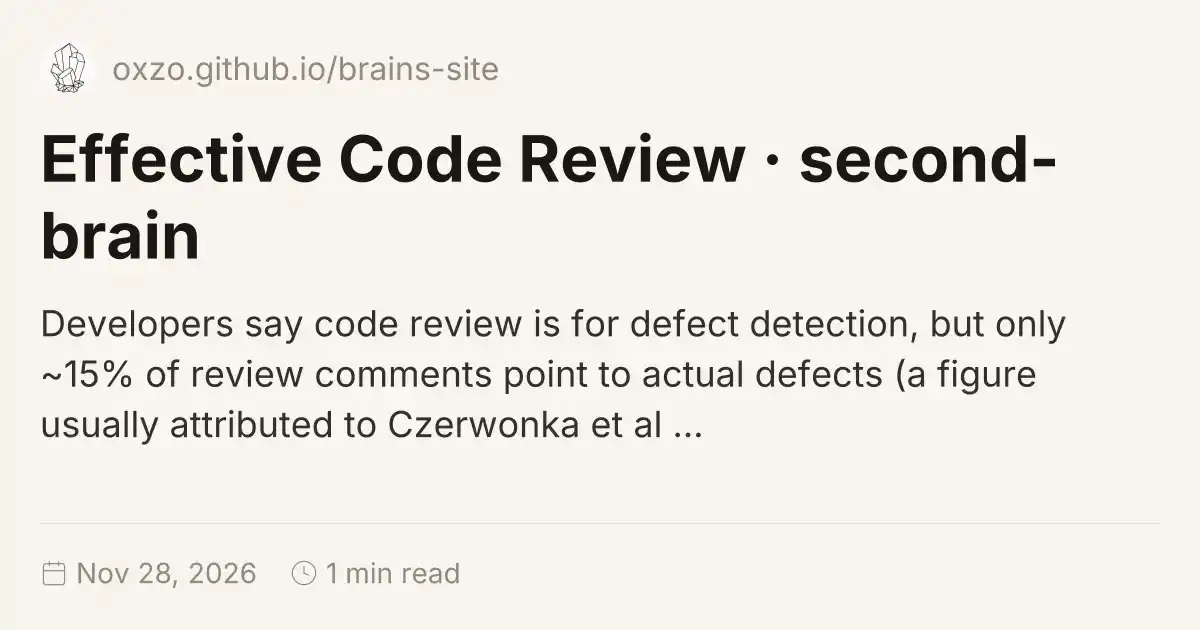 oxzo.github.io/brains-site
Effective Code Review · second-
brain
Developers say code review is for defect detection, but only
~15% of review comments point to actual defects (a figure
usually attributed to Czerwonka et al ...
Nov 28, 2026 1 min read